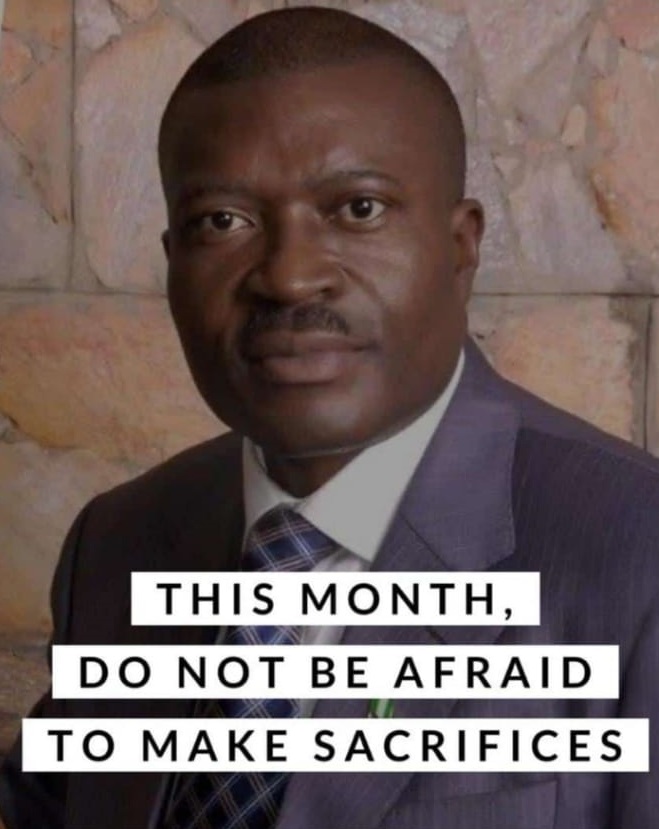 THIS MONTH,
DO NOT BE AFRAID
TO MAKE SACRIFICES